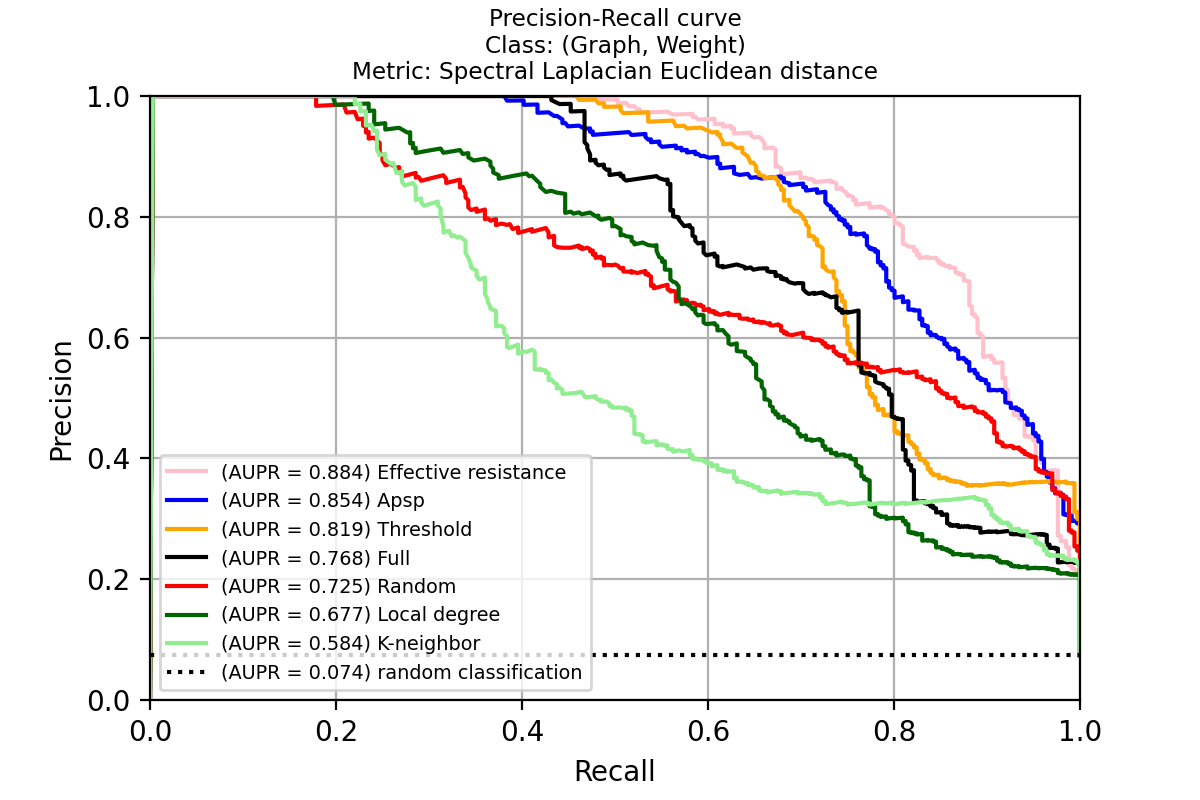 Precision-Recall curve
Class: (Graph, Weight)
Metric: Spectral Laplacian Euclidean distance
1.0
0.8
0.6
0.4
0.2
0.0
Precision
(AUPR = 0.884) Effective resistance
(AUPR = 0.854) Apsp
(AUPR = 0.819) Threshold
(AUPR = 0.768) Full
(AUPR = 0.725) Random
(AUPR = 0.677) Local degree
(AUPR = 0.584) K-neighbor
(AUPR = 0.074) random classification
0.0 0.2 0.4 0.6 0.8 1.0
Recall